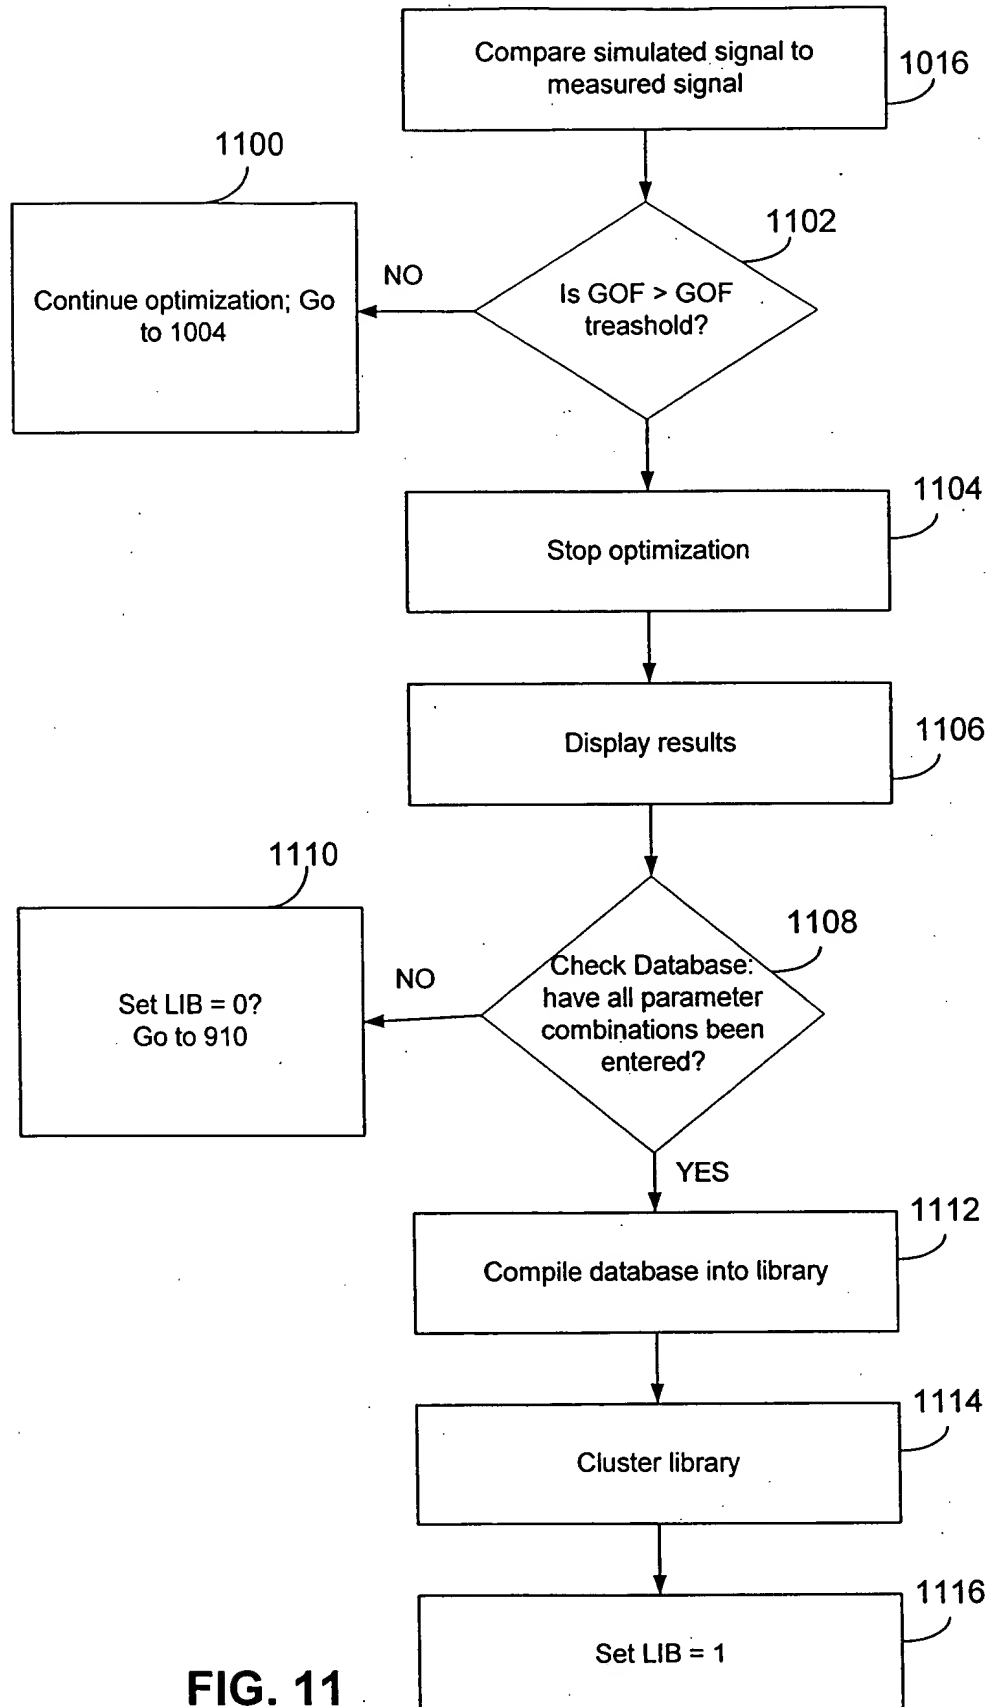 Compare simulated signal to
measured signal
1016
1100
1102
NO
Continue optimization; Go
to 1004
Is GOF > GOF
treashold?
1104
Stop optimization
1106
Display results
1110
1108
NO
Set LIB = 0?
Go to 910
Check Database:
have all parameter
combinations been
entered?
YES
1112
Compile database into library
1114
Cluster library
1116
Set LIB = 1
FIG. 11